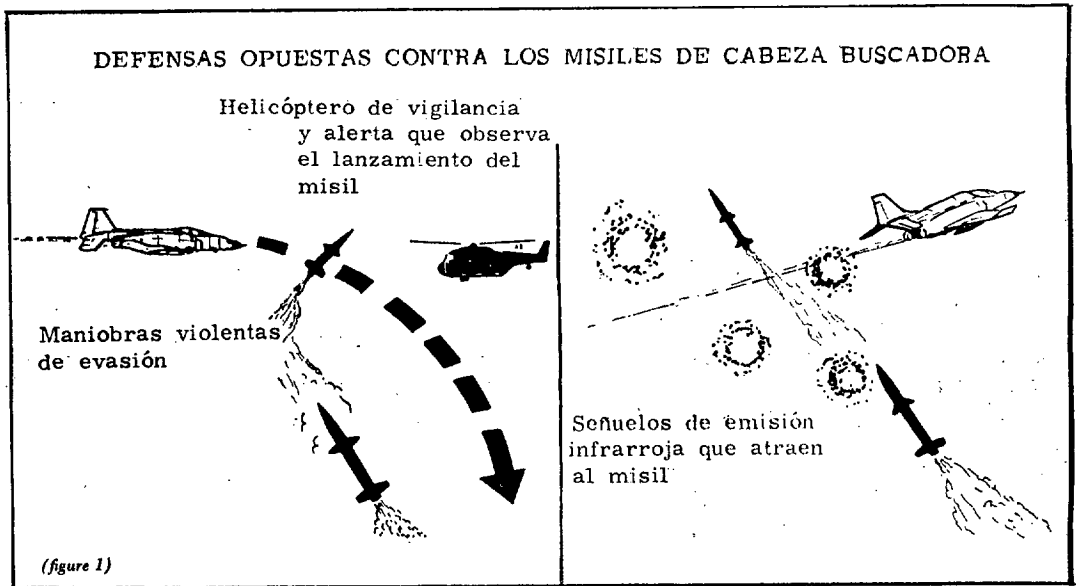 DEFENSAS OPUESTAS CONTRA LOS MISILES DE CABEZA BUSCADORA
Helicóptero de vigilancia
y alerta que observa
el lanzamiento del
misil
Maniobras violentas
de evasión
Señuelos de emisión
infrarroja que atraen
al misil
(figure 1)